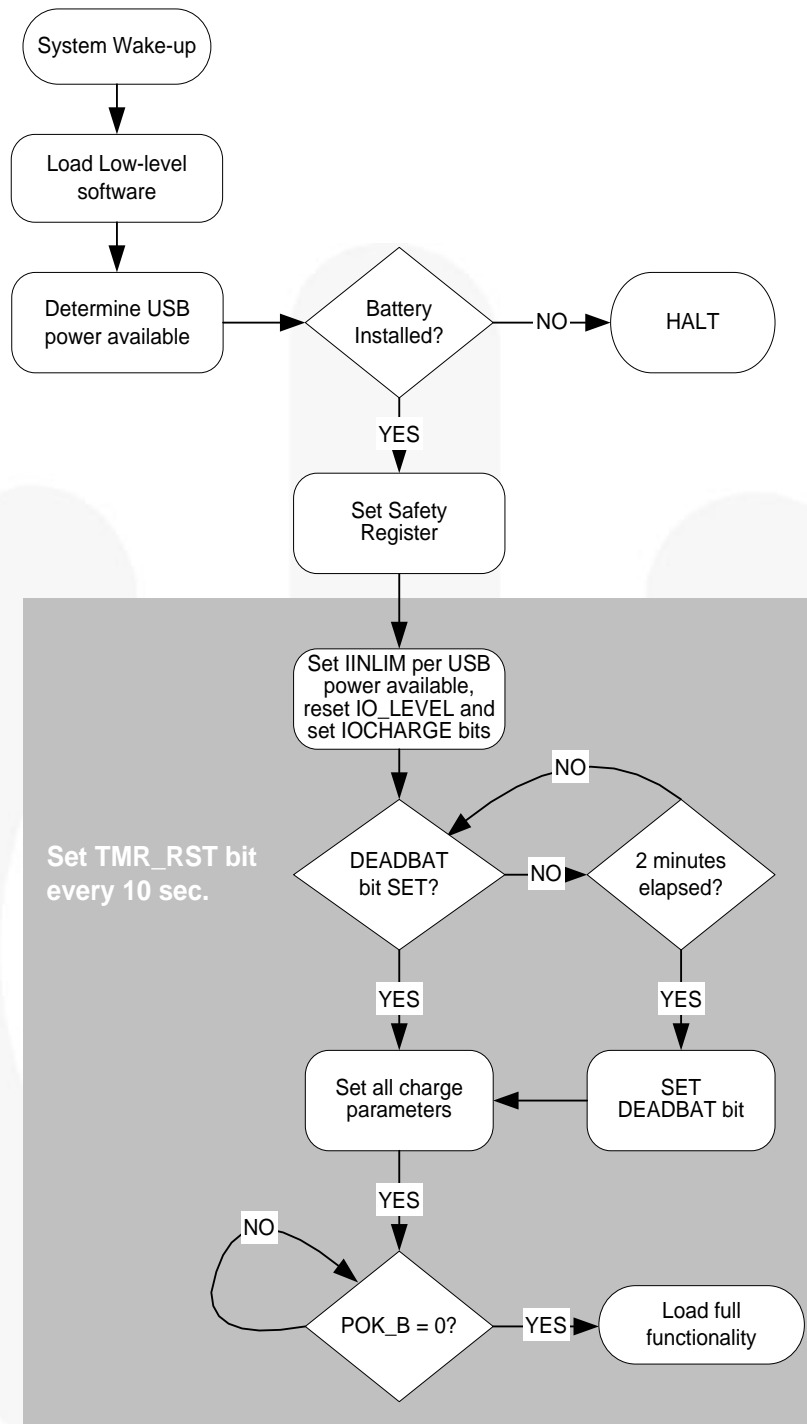 System Wake-up
Load Low-level
software
Determine USB
power available
Battery
Installed?
NO
HALT
YES
Set Safety
Register
Set IINLIM per USB
power available,
reset IO_LEVEL and
set IOCHARGE bits
NO
Set TMR_RST bit
every 10 sec.
DEADBAT
bit SET?
NO
2 minutes
elapsed?
YES
YES
Set all charge
parameters
SET
DEADBAT bit
YES
NO
POK_B = 0?
YES
Load full
functionality